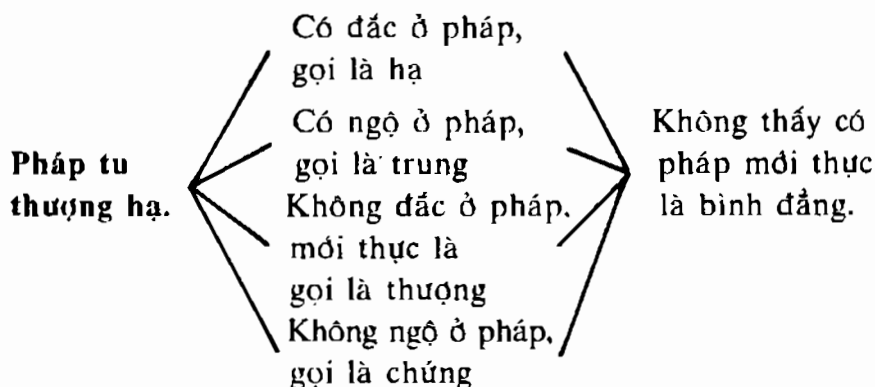 Pháp tu
thượng hạ.
Có đắc ở pháp,
gọi là hạ
Có ngộ ở pháp,
gọi là trung
Không đắc ở pháp.
mới thực là
gọi là thượng
Không ngộ ở pháp,
gọi là chứng
Không thấy có
pháp mới thực
là bình đẳng.